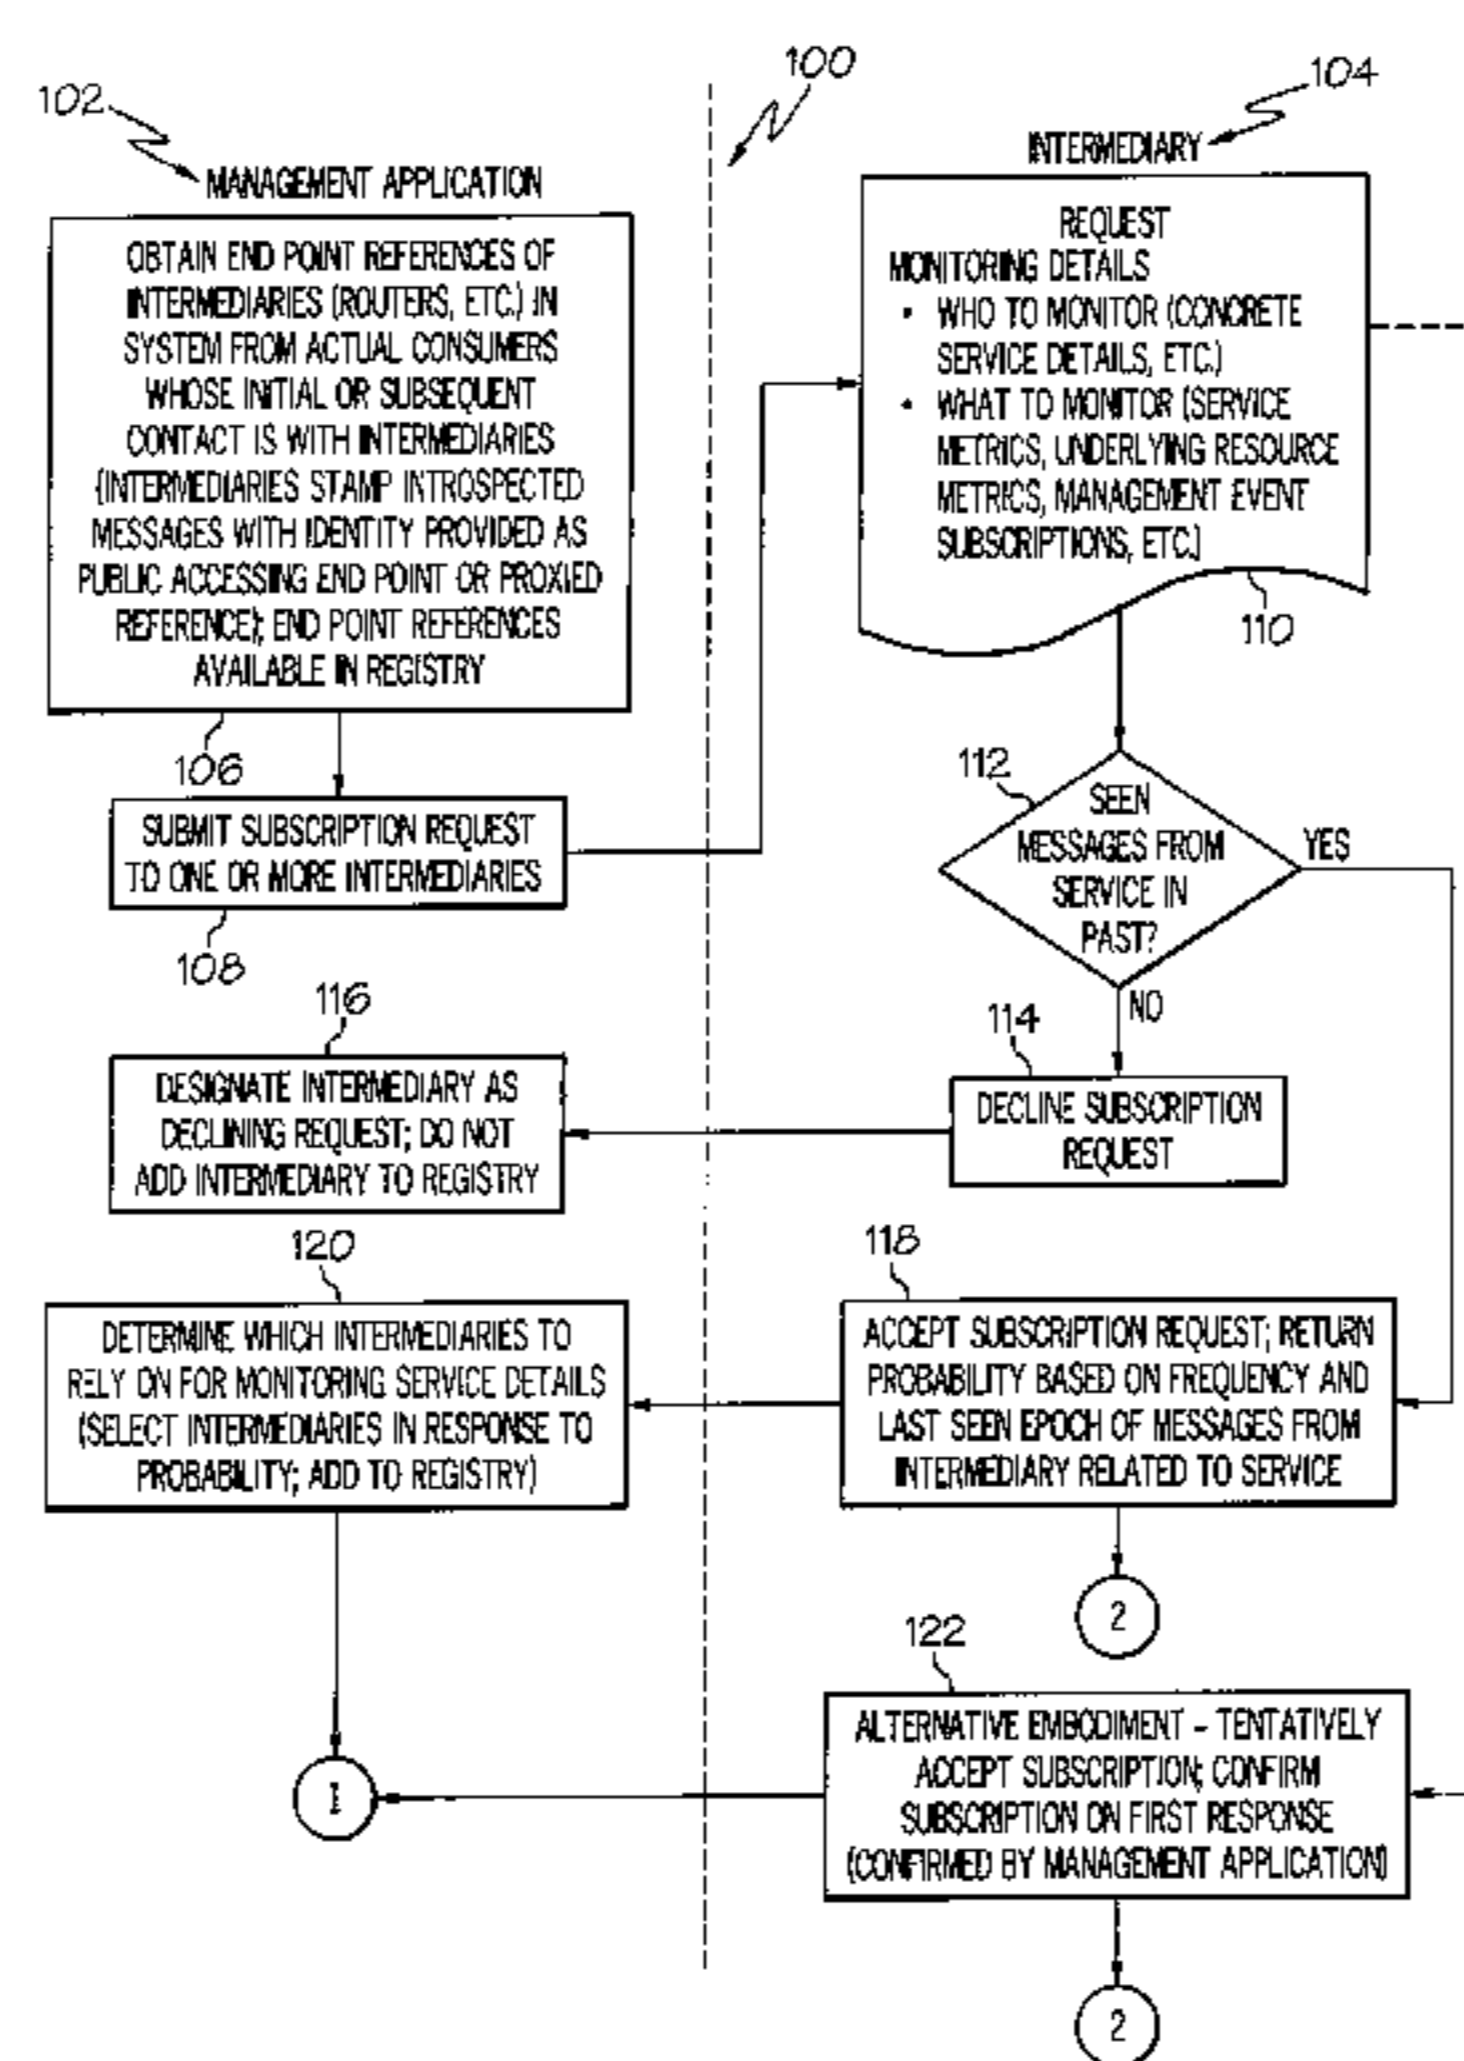 100
102
MANAGEMENT APPLICATION
OBTAIN END POINT REFERENCES OF
INTERMEDIARIES (ROUTERS, ETC.) IN
SYSTEM FROM ACTUAL CONSUMERS
WHOSE INITIAL OR SUBSEQUENT
CONTACT IS WITH INTERMEDIARIES
(INTERMEDIARIES STAMP INTROSPECTED
MESSAGES WITH IDENTITY PROVIDED AS
PUBLIC ACCESSING END POINT OR PROXIED
REFERENCE); END POINT REFERENCES
AVAILABLE IN REGISTRY
106
SUBMIT SUBSCRIPTION REQUEST
TO ONE OR MORE INTERMEDIARIES
108
104
INTERMEDIARY
REQUEST
MONITORING DETAILS
• WHO TO MONITOR (CONCRETE
SERVICE DETAILS, ETC.)
• WHAT TO MONITOR (SERVICE
METRICS, UNDERLYING RESOURCE
METRICS, MANAGEMENT EVENT
SUBSCRIPTIONS, ETC.)
110
112
SEEN
MESSAGES FROM
SERVICE IN
PAST?
YES
NO
114
DECLINE SUBSCRIPTION
REQUEST
116
DESIGNATE INTERMEDIARY AS
DECLINING REQUEST; DO NOT
ADD INTERMEDIARY TO REGISTRY
118
ACCEPT SUBSCRIPTION REQUEST; RETURN
PROBABILITY BASED ON FREQUENCY AND
LAST SEEN EPOCH OF MESSAGES FROM
INTERMEDIARY RELATED TO SERVICE
2
120
DETERMINE WHICH INTERMEDIARIES TO
RELY ON FOR MONITORING SERVICE DETAILS
(SELECT INTERMEDIARIES IN RESPONSE TO
PROBABILITY; ADD TO REGISTRY)
1
122
ALTERNATIVE EMBODIMENT – TENTATIVELY
ACCEPT SUBSCRIPTION; CONFIRM
SUBSCRIPTION ON FIRST RESPONSE
(CONFIRMED BY MANAGEMENT APPLICATION)
2